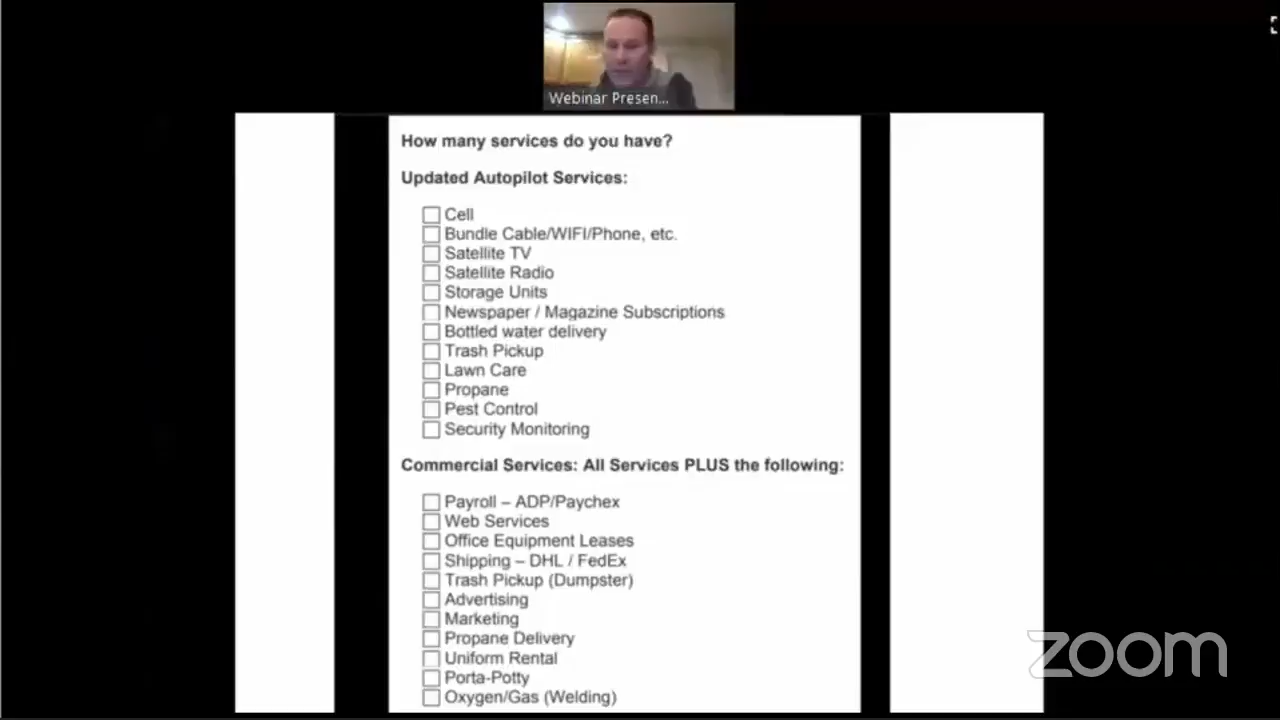 Webinar Presen...
How many services do you have?
Updated Autopilot Services:
Cell
Bundle Cable/WIFI/Phone, etc.
Satellite TV
Satellite Radio
Storage Units
Newspaper / Magazine Subscriptions
Bottled water delivery
Trash Pickup
Lawn Care
Propane
Pest Control
Security Monitoring
Commercial Services: All Services PLUS the following:
Payroll – ADP/Paychex
Web Services
Office Equipment Leases
Shipping – DHL / FedEx
Trash Pickup (Dumpster)
Advertising
Marketing
Propane Delivery
Uniform Rental
Porta-Potty
Oxygen/Gas (Welding)
zoom